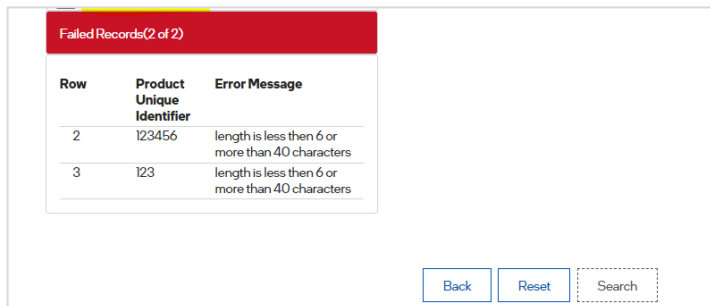 Failed Records(2 of 2)
Row Product Unique Identifier Error Message
2 123456 length is less then 6 or
more than 40 characters
3 123 length is less then 6 or
more than 40 characters
Back Reset Search